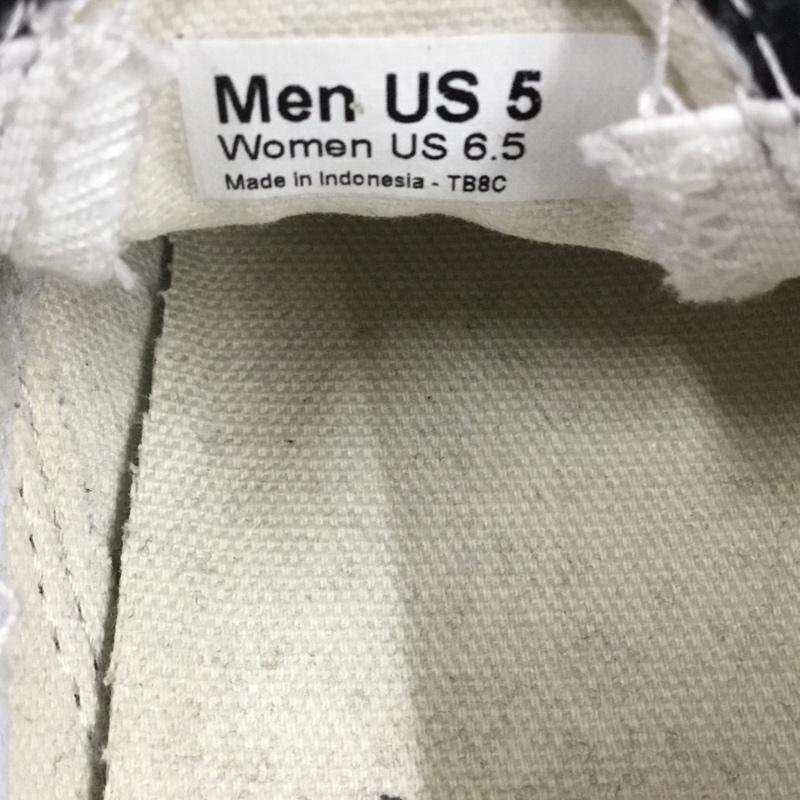 Men US 5
Women US 6.5
Made in Indonesia - TB8C